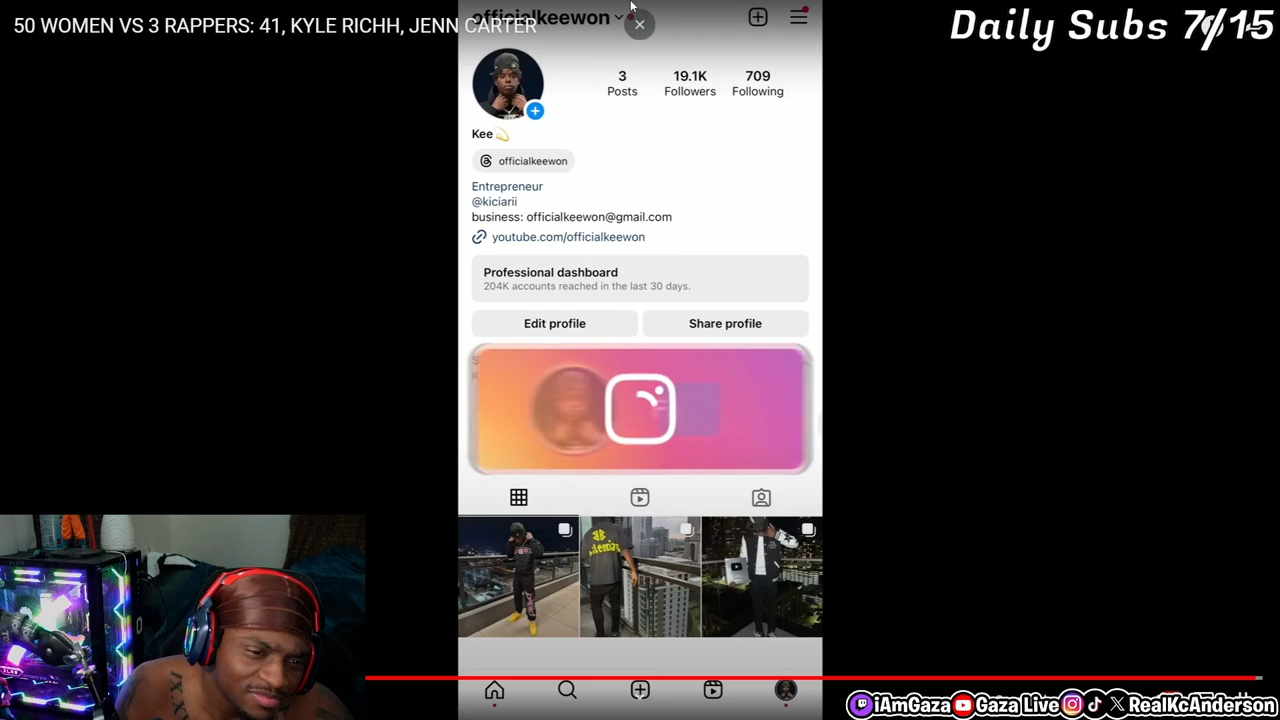 50 WOMEN VS 3 RAPPERS: 41, KYLE RICHH, JENN CARTER
officialkeewon
Daily Subs 7/15
3
Posts
19.1K
Followers
709
Following
Kee
officialkeewon
Entrepreneur
@kiciarii
business: officialkeewon@gmail.com
youtube.com/officialkeewon
Professional dashboard
204K accounts reached in the last 30 days.
Edit profile
Share profile
iAmGaza Gaza Live RealKcAnderson